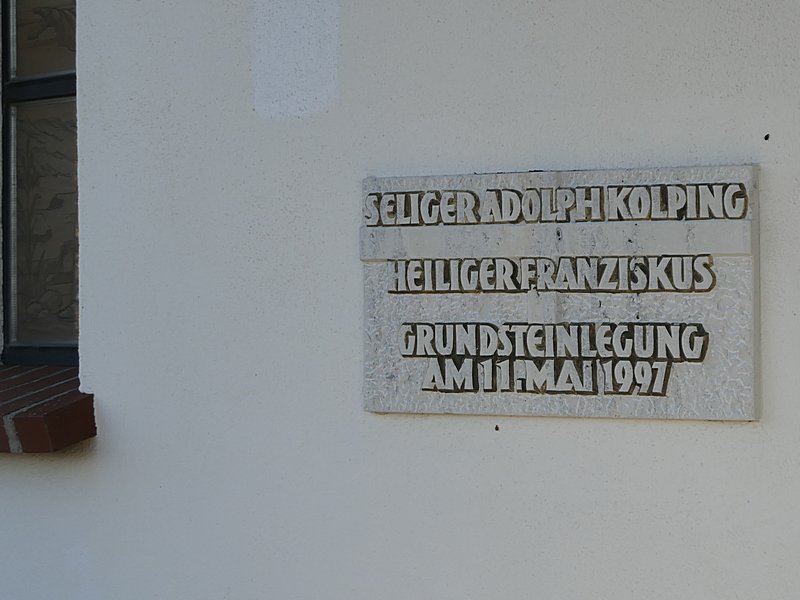 SELIGER ADOLPH KOLPING
HEILIGER FRANZISKUS
GRUNDSTEINLEGUNG
AM 11. MAI 1997